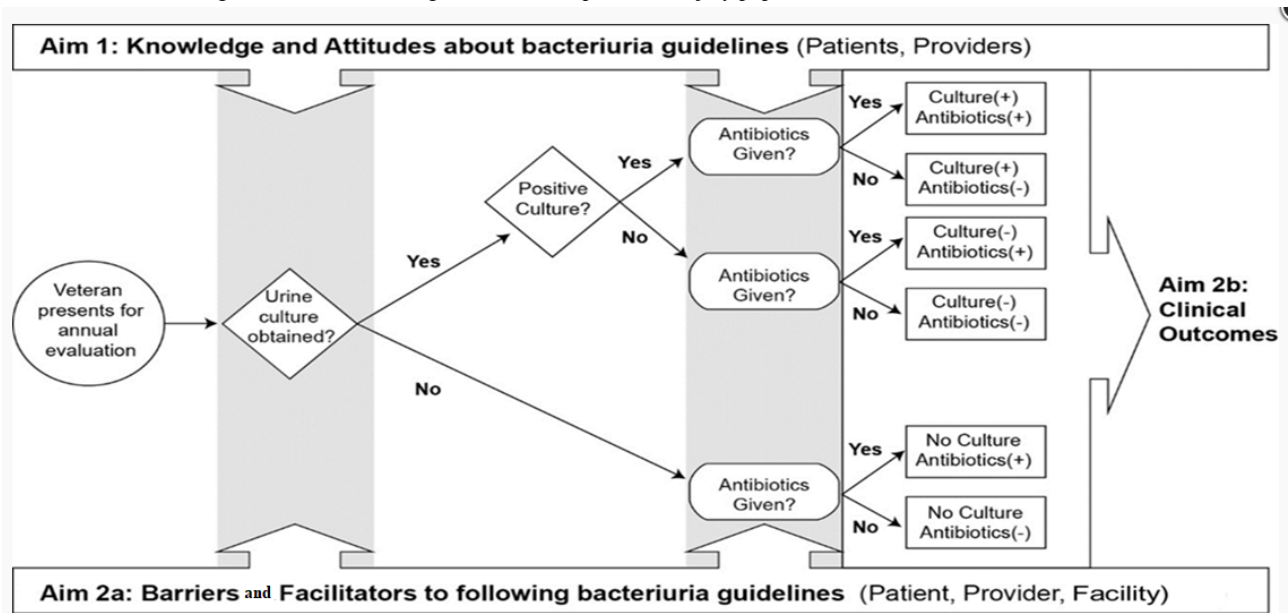 Aim 1: Knowledge and Attitudes about bacteriuria guidelines (Patients, Providers)
Veteran
presents for
annual
evaluation
Urine
culture
obtained?
Yes
No
Positive
Culture?
Yes
No
Antibiotics
Given?
Yes
No
Culture(+)
Antibiotics(+)
Culture(+)
Antibiotics(-)
Antibiotics
Given?
Yes
No
Culture(-)
Antibiotics(+)
Culture(-)
Antibiotics(-)
Antibiotics
Given?
Yes
No
No Culture
Antibiotics(+)
No Culture
Antibiotics(-)
Aim 2b:
Clinical
Outcomes
Aim 2a: Barriers and Facilitators to following bacteriuria guidelines (Patient, Provider, Facility)